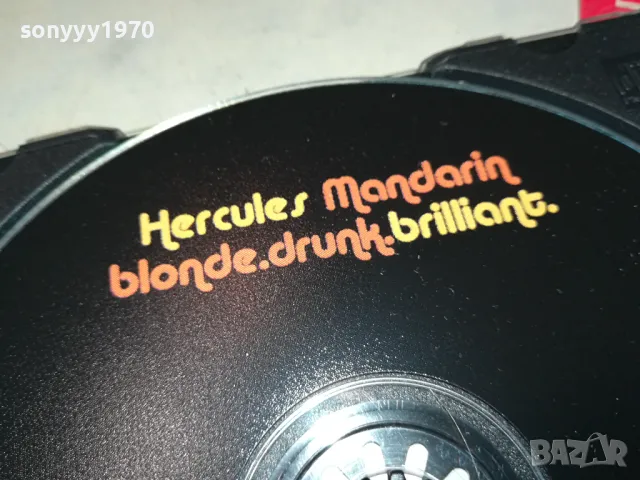 sonyyy1970
Hercules Mandarin
blonde.drunk.brilliant.
BAZAR